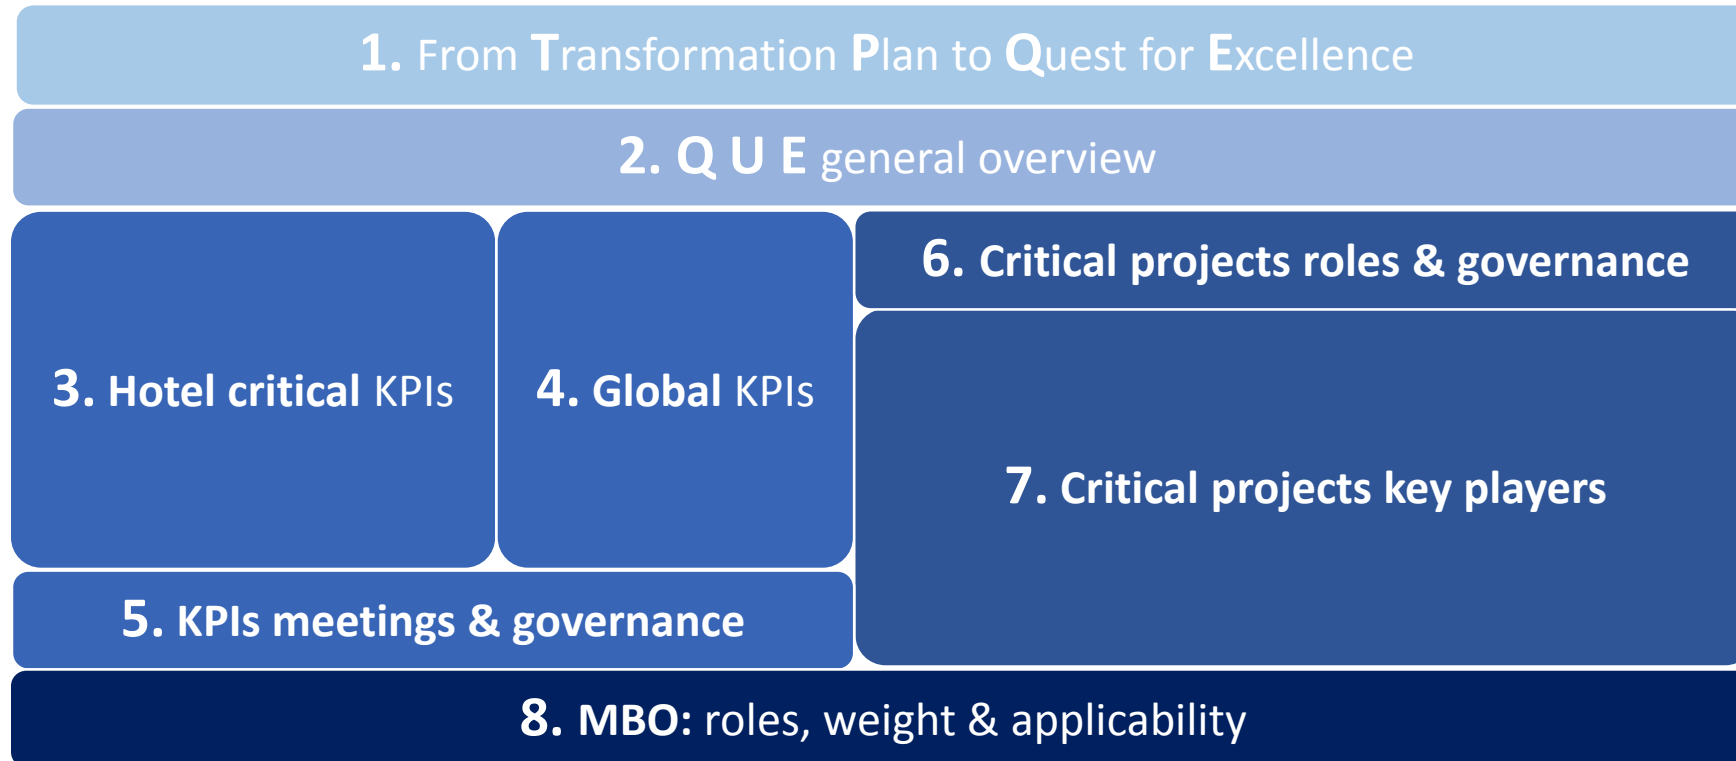 1. From Transformation Plan to Quest for Excellence
2. Q U E general overview
3. Hotel critical KPIs
4. Global KPIs
5. KPIs meetings & governance
6. Critical projects roles & governance
7. Critical projects key players
8. MBO: roles, weight & applicability